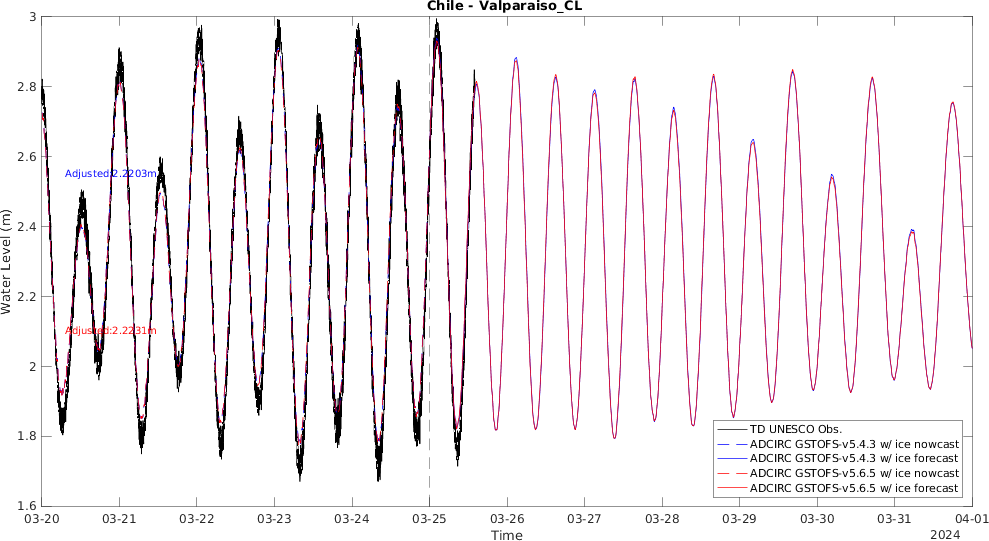 Chile - Valparaiso_CL
3
2.8
2.6
2.4
2.2
2
1.8
1.6
Water Level (m)
Adjusted:2.2203m
Adjusted:2.2231m
TD UNESCO Obs.
ADCIRC GSTOFS-v5.4.3 w/ ice nowcast
ADCIRC GSTOFS-v5.4.3 w/ ice forecast
ADCIRC GSTOFS-v5.6.5 w/ ice nowcast
ADCIRC GSTOFS-v5.6.5 w/ ice forecast
03-20 03-21 03-22 03-23 03-24 03-25 03-26 03-27 03-28 03-29 03-30 03-31 04-01
Time
2024